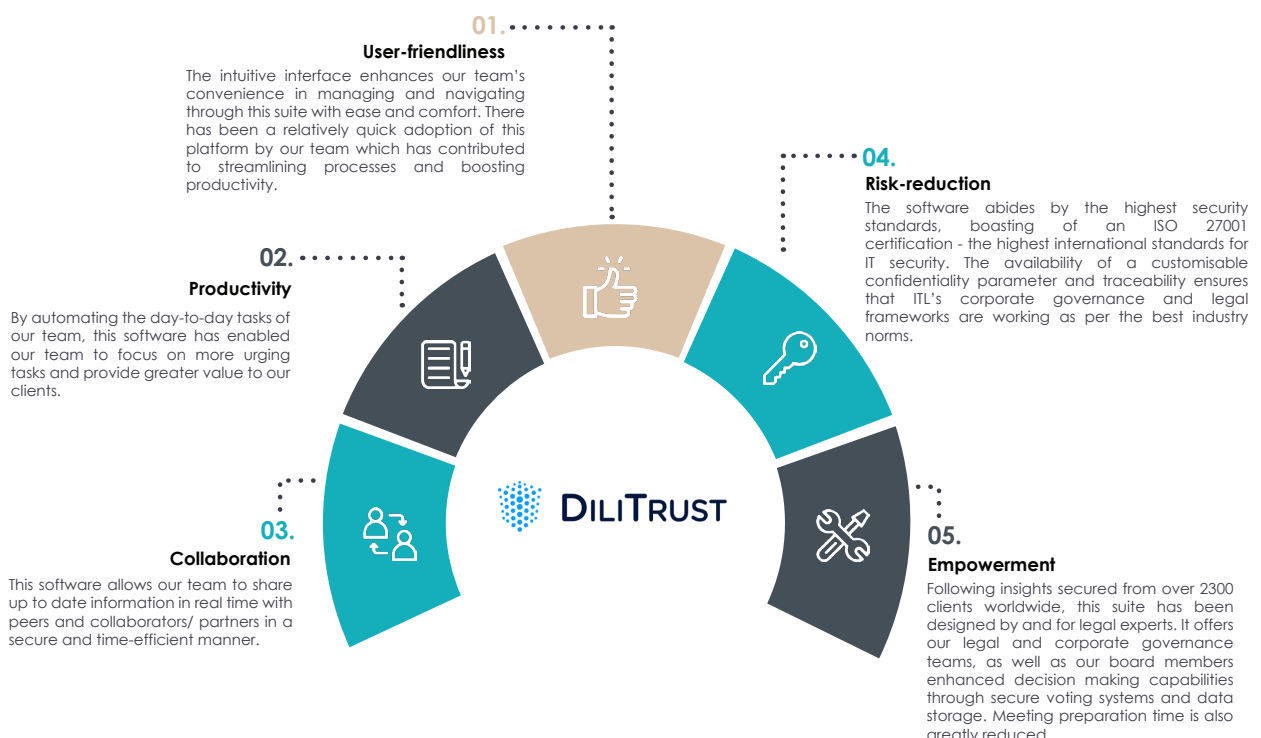 01.
User-friendliness
The intuitive interface enhances our team’s
convenience in managing and navigating
through this suite with ease and comfort. There
has been a relatively quick adoption of this
platform by our team which has contributed
to streamlining processes and boosting
productivity.
02.
Productivity
By automating the day-to-day tasks of
our team, this software has enabled
our team to focus on more urging
tasks and provide greater value to our
clients.
03.
Collaboration
This software allows our team to share
up to date information in real time with
peers and collaborators/ partners in a
secure and time-efficient manner.
04.
Risk-reduction
The software abides by the highest security
standards, boasting of an ISO 27001
certification - the highest international standards for
IT security. The availability of a customisable
confidentiality parameter and traceability ensures
that ITL’s corporate governance and legal
frameworks are working as per the best industry
norms.
05.
Empowerment
Following insights secured from over 2300
clients worldwide, this suite has been
designed by and for legal experts. It offers
our legal and corporate governance
teams, as well as our board members
enhanced decision making capabilities
through secure voting systems and data
storage. Meeting preparation time is also
greatly reduced
DILITRUST